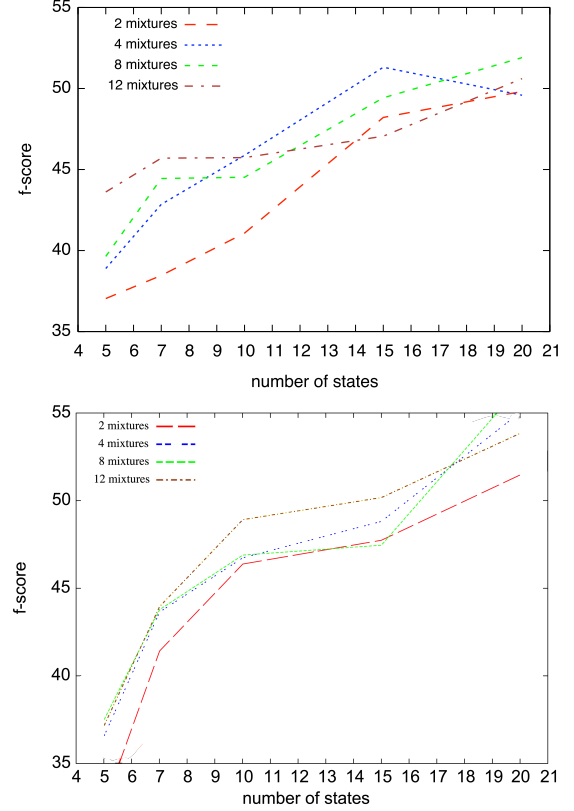 55
50
45
40
35
f-score
2 mixtures
4 mixtures
8 mixtures
12 mixtures
4 5 6 7 8 9 10 11 12 13 14 15 16 17 18 19 20 21
number of states
55
50
45
40
35
f-score
2 mixtures
4 mixtures
8 mixtures
12 mixtures
4 5 6 7 8 9 10 11 12 13 14 15 16 17 18 19 20 21
number of states